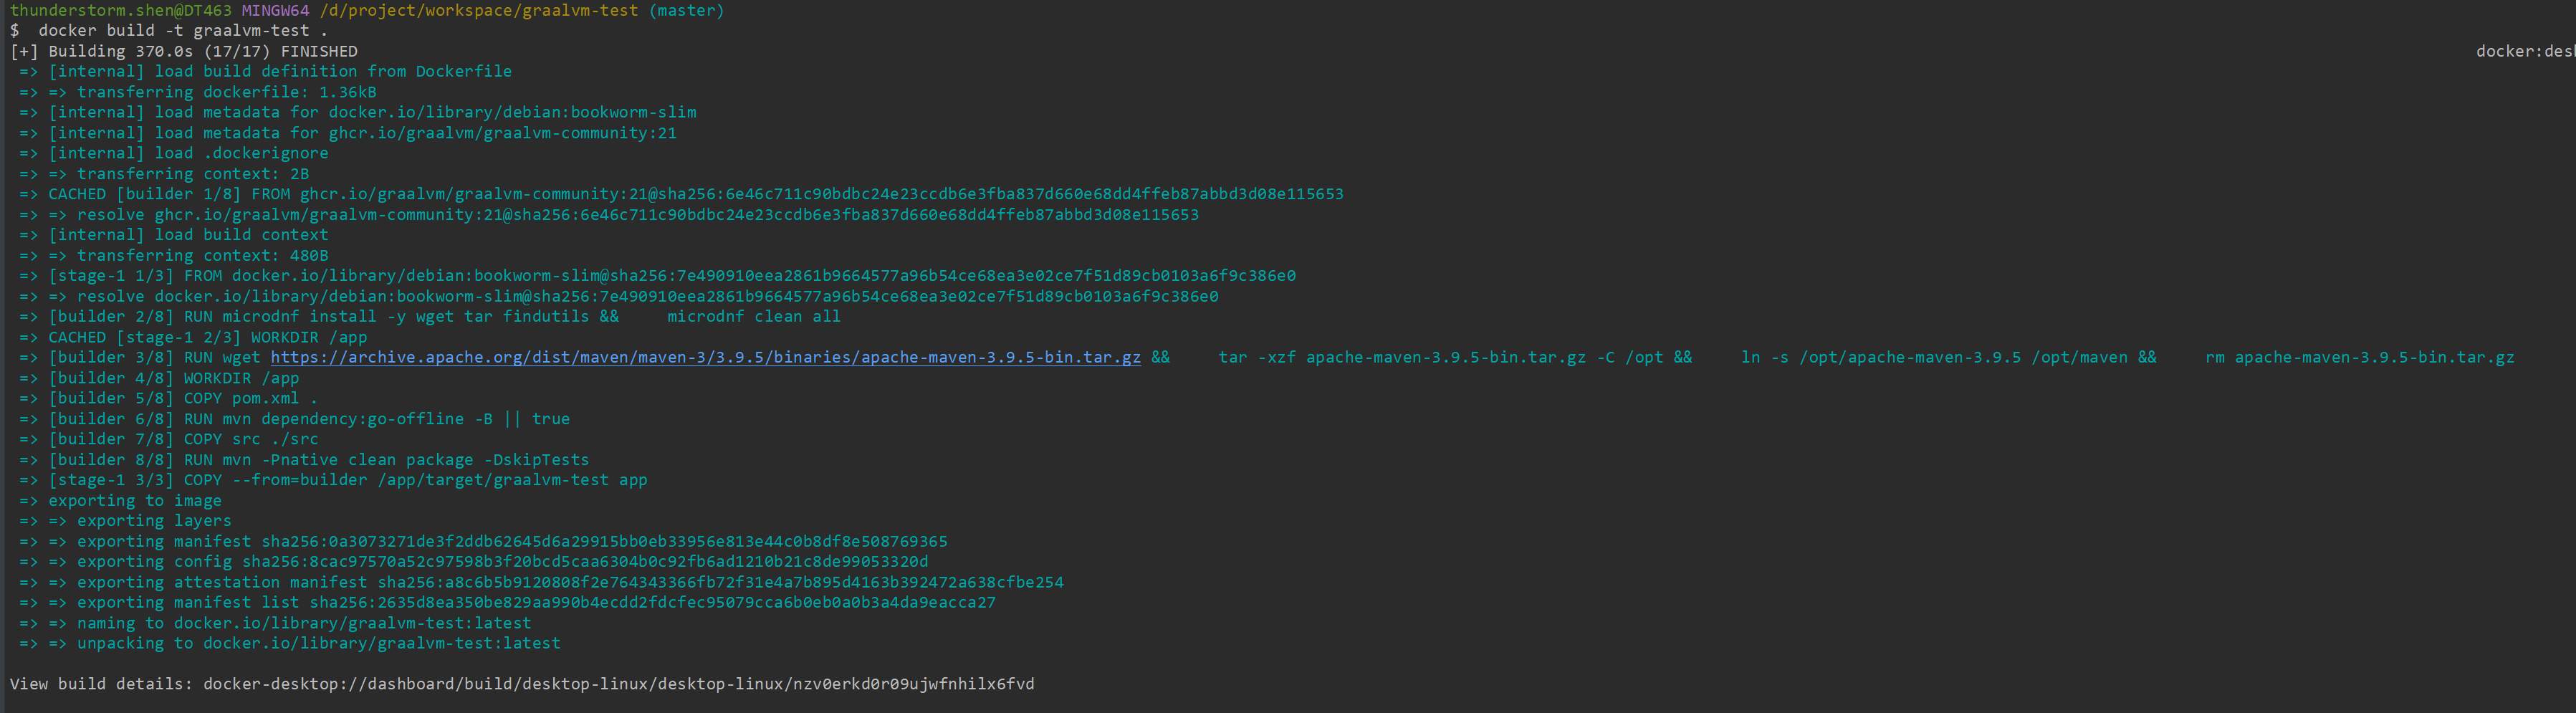 thunderstorm.shen@DT463 MINGW64 /d/project/workspace/graalvm-test (master)
$  docker build -t graalvm-test .
[+] Building 370.0s (17/17) FINISHED docker:des
=> [internal] load build definition from Dockerfile
=> => transferring dockerfile: 1.36kB
=> [internal] load metadata for docker.io/library/debian:bookworm-slim
=> [internal] load metadata for ghcr.io/graalvm/graalvm-community:21
=> [internal] load .dockerignore
=> => transferring context: 2B
=> CACHED [builder 1/8] FROM ghcr.io/graalvm/graalvm-community:21@sha256:6e46c711c90bdbc24e23ccdb6e3fba837d660e68dd4ffeb87abbd3d08e115653
=> => resolve ghcr.io/graalvm/graalvm-community:21@sha256:6e46c711c90bdbc24e23ccdb6e3fba837d660e68dd4ffeb87abbd3d08e115653
=> [internal] load build context
=> => transferring context: 480B
=> [stage-1 1/3] FROM docker.io/library/debian:bookworm-slim@sha256:7e490910eea2861b9664577a96b54ce68ea3e02ce7f51d89cb0103a6f9c386e0
=> => resolve docker.io/library/debian:bookworm-slim@sha256:7e490910eea2861b9664577a96b54ce68ea3e02ce7f51d89cb0103a6f9c386e0
=> [builder 2/8] RUN microdnf install -y wget tar findutils &&     microdnf clean all
=> CACHED [stage-1 2/3] WORKDIR /app
=> [builder 3/8] RUN wget https://archive.apache.org/dist/maven/maven-3/3.9.5/binaries/apache-maven-3.9.5-bin.tar.gz &&     tar -xzf apache-maven-3.9.5-bin.tar.gz -C /opt &&     ln -s /opt/apache-maven-3.9.5 /opt/maven &&     rm apache-maven-3.9.5-bin.tar.gz
=> [builder 4/8] WORKDIR /app
=> [builder 5/8] COPY pom.xml .
=> [builder 6/8] RUN mvn dependency:go-offline -B || true
=> [builder 7/8] COPY src ./src
=> [builder 8/8] RUN mvn -Pnative clean package -DskipTests
=> [stage-1 3/3] COPY --from=builder /app/target/graalvm-test app
=> exporting to image
=> => exporting layers
=> => exporting manifest sha256:0a3073271de3f2ddb62645d6a29915bb0eb33956e813e44c0b8df8e508769365
=> => exporting config sha256:8cac97570a52c97598b3f20bcd5caa6304b0c92fb6ad1210b21c8de99053320d
=> => exporting attestation manifest sha256:a8c6b5b9120808f2e764343366fb72f31e4a7b895d4163b392472a638cfbe254
=> => exporting manifest list sha256:2635d8ea350be829aa990b4ecdd2fdcfec95079cca6b0eb0a0b3a4da9eacca27
=> => naming to docker.io/library/graalvm-test:latest
=> => unpacking to docker.io/library/graalvm-test:latest
View build details: docker-desktop://dashboard/build/desktop-linux/desktop-linux/nzv0erkd0r09ujwfnhilx6fvd